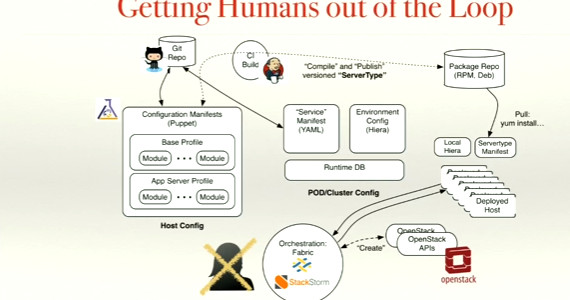 Getting Humans out of the Loop
Git
Repo
CI
Build
"Compile" and "Publish"
versioned "ServerType"
Package Repo
(RPM, Deb)
Configuration Manifests
(Puppet)
Base Profile
Module
Module
App Server Profile
Module
Module
Host Config
"Service"
Manifest
(YAML)
Environment
Config
(Hiera)
Runtime DB
POD/Cluster Config
Pull:
yum install...
Local
Hiera
Servertype
Manifest
Deployed
Host
Orchestration:
Fabric
StackStorm
"Create"
OpenStack
OpenStack
APIs
openstack